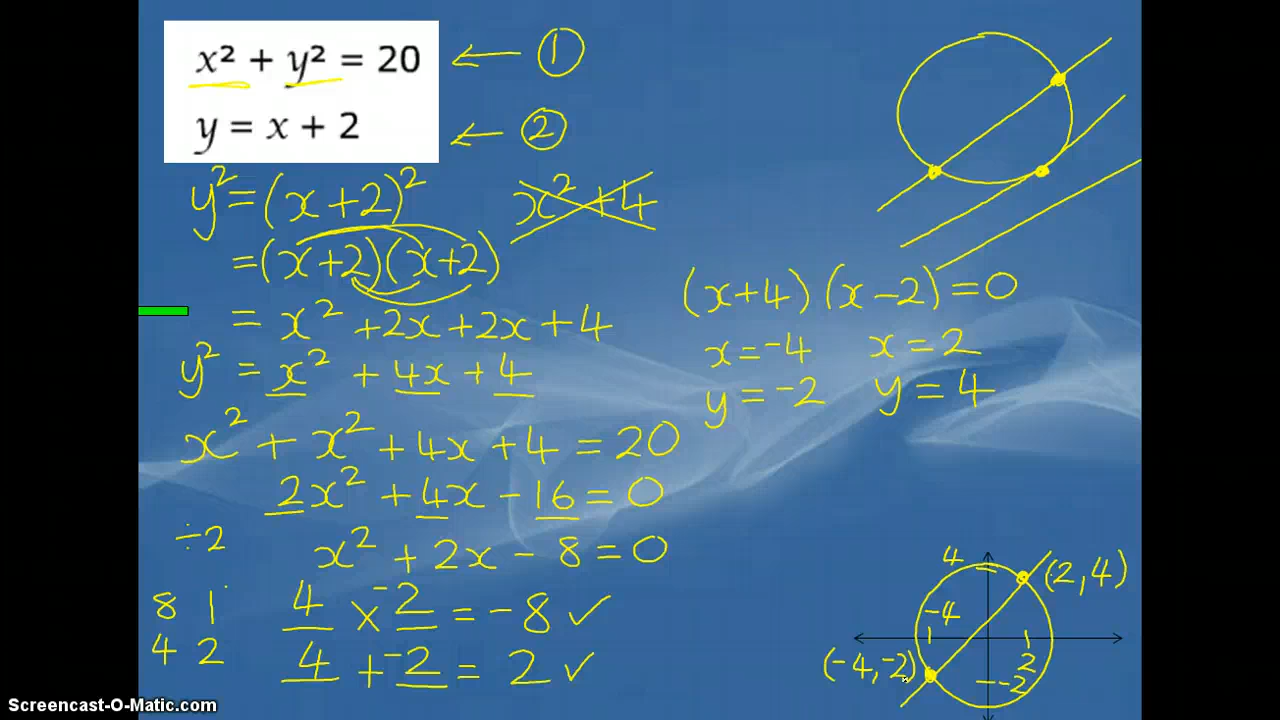 x² + y² = 20 ← ①
y = x + 2 ← ②
y² = (x+2)² x² + 4
= (x+2)(x+2)
= x² + 2x + 2x + 4
y² = x² + 4x + 4
x² + x² + 4x + 4 = 20
2x² + 4x - 16 = 0
÷2 x² + 2x - 8 = 0
8 1 4 x -2 = -8 ✓
4 2 4 + -2 = 2 ✓
(x+4)(x-2) = 0
x = -4 x = 2
y = -2 y = 4
4 (2,4)
-4
2
(-4,-2) -2
Screencast-O-Matic.com